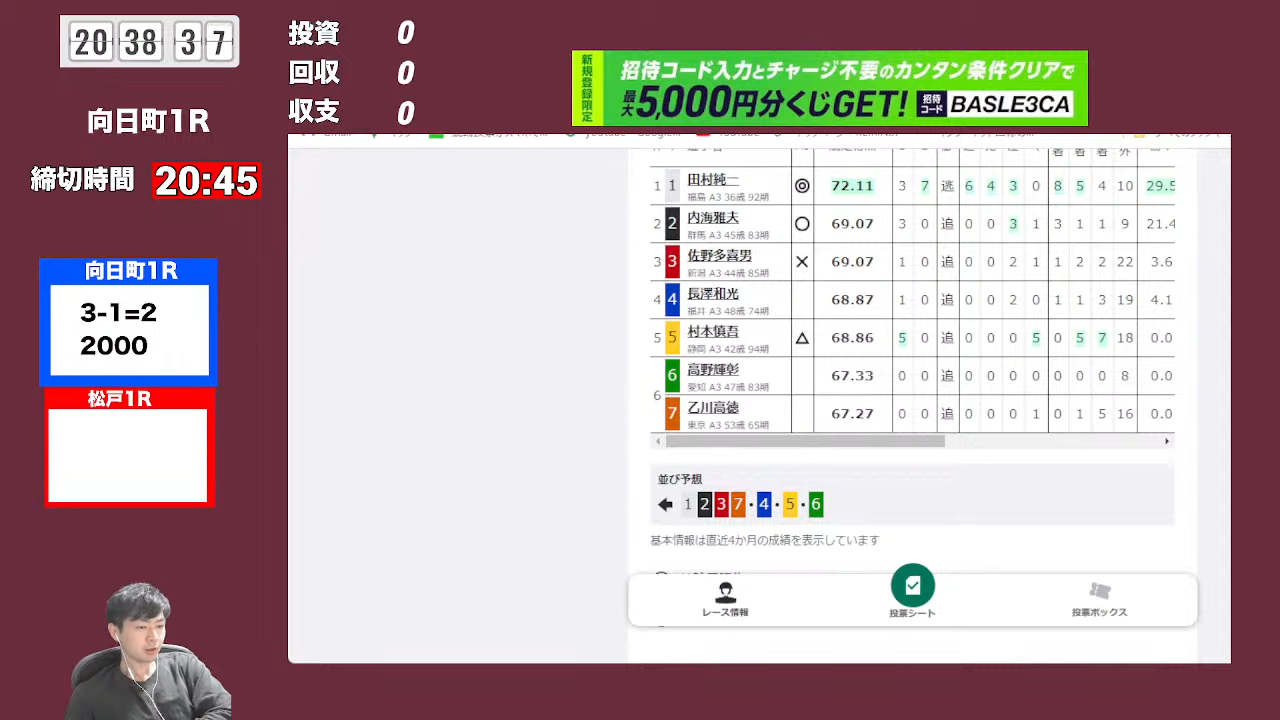 20 38 37
投資 0
回収 0
収支 0
新規登録限定
招待コード入力とチャージ不要のカンタン条件クリアで
最大5,000円分くじGET! 招待コード BASLE3CA
向日町1R
締切時間 20:45
向日町1R
3-1=2
2000
松戸1R
1 1 田村純一 ◎ 72.11 3 7 逃 6 4 3 0 8 5 4 10 29.5
福島 A3 36歳 92期
2 2 内海雅夫 ○ 69.07 3 0 追 0 0 3 1 3 1 1 9 21.4
群馬 A3 45歳 83期
3 3 佐野多喜男 × 69.07 1 0 追 0 0 2 1 1 2 2 22 3.6
新潟 A3 44歳 85期
4 4 長澤和光 68.87 1 0 追 0 0 2 0 1 1 3 19 4.1
福井 A3 48歳 74期
5 5 村本慎吾 △ 68.86 5 0 追 0 0 0 5 0 5 7 18 0.0
静岡 A3 42歳 94期
6 6 高野輝彰 67.33 0 0 追 0 0 0 0 0 0 0 8 0.0
愛知 A3 47歳 83期
7 乙川高徳 67.27 0 0 追 0 0 0 1 0 1 5 16 0.0
東京 A3 53歳 65期
並び予想
1 2 3 7・4・5・6
基本情報は直近4か月の成績を表示しています
レース情報 投票シート 投票ボックス